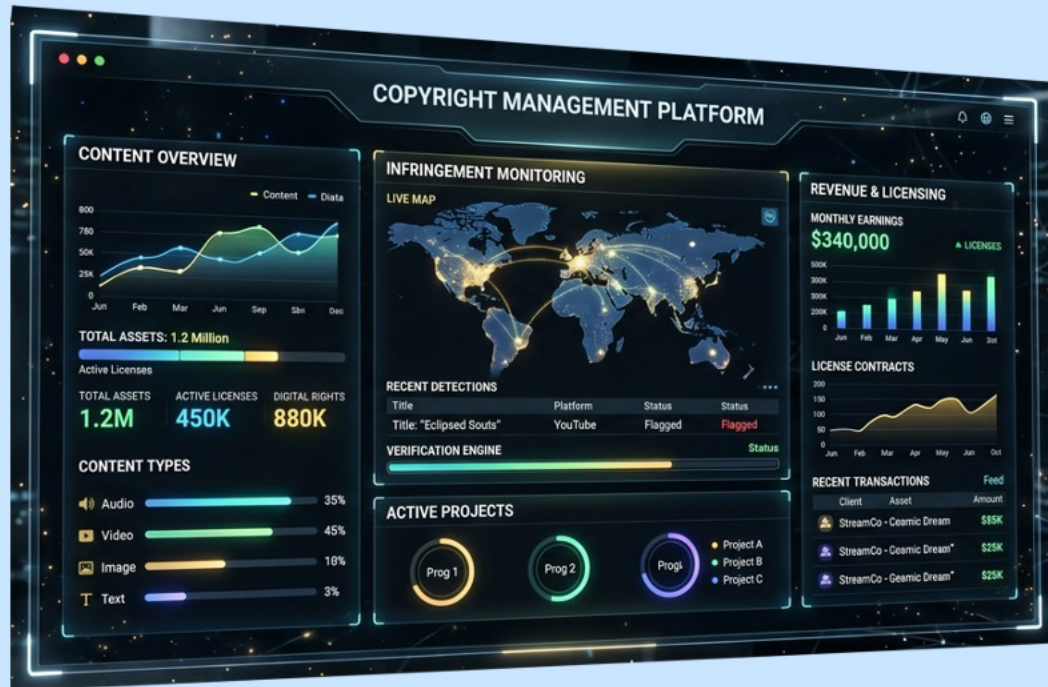 COPYRIGHT MANAGEMENT PLATFORM
CONTENT OVERVIEW
Content
Diata
800
780
50K
25K
0
Jun Feb Mar Jun Sep Sbn Dec
TOTAL ASSETS: 1.2 Million
Active Licenses
TOTAL ASSETS ACTIVE LICENSES DIGITAL RIGHTS
1.2M 450K 880K
CONTENT TYPES
Audio 35%
Video 45%
Image 10%
T Text 3%
INFRINGEMENT MONITORING
LIVE MAP
RECENT DETECTIONS
Title Platform Status Status
Title: "Eclipsed Souts" YouTube Flagged Flagged
VERIFICATION ENGINE Status
ACTIVE PROJECTS
Prog 1
Prog 2
Project A
Project B
Project C
REVENUE & LICENSING
MONTHLY EARNINGS
$340,000
LICENSES
500K
300K
300K
200K
0
Jun Feb Mar Apr May Jun 3ot
LICENSE CONTRACTS
200
150
100
50
0
Jun Feb Mar Apr May Jun Oct
RECENT TRANSACTIONS Feed
Client Asset Amount
StreamCo - Ceamic Dream $85K
StreamCo - Geamic Dream" $25K
StreamCo - Geamic Dream" $25K